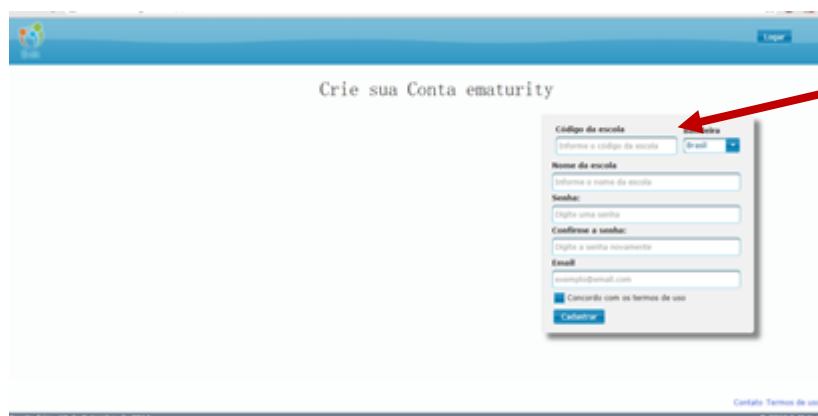 Logar
Crie sua Conta ematurity
Código da escola
Informe o código da escola
Brasil
Nome da escola
Informe o nome da escola
Senha:
Digite uma senha
Confirme a senha:
Digite a senha novamente
Email
exemplo@email.com
Concordo com os termos de uso
Cadastrar
Contato Termos de uso